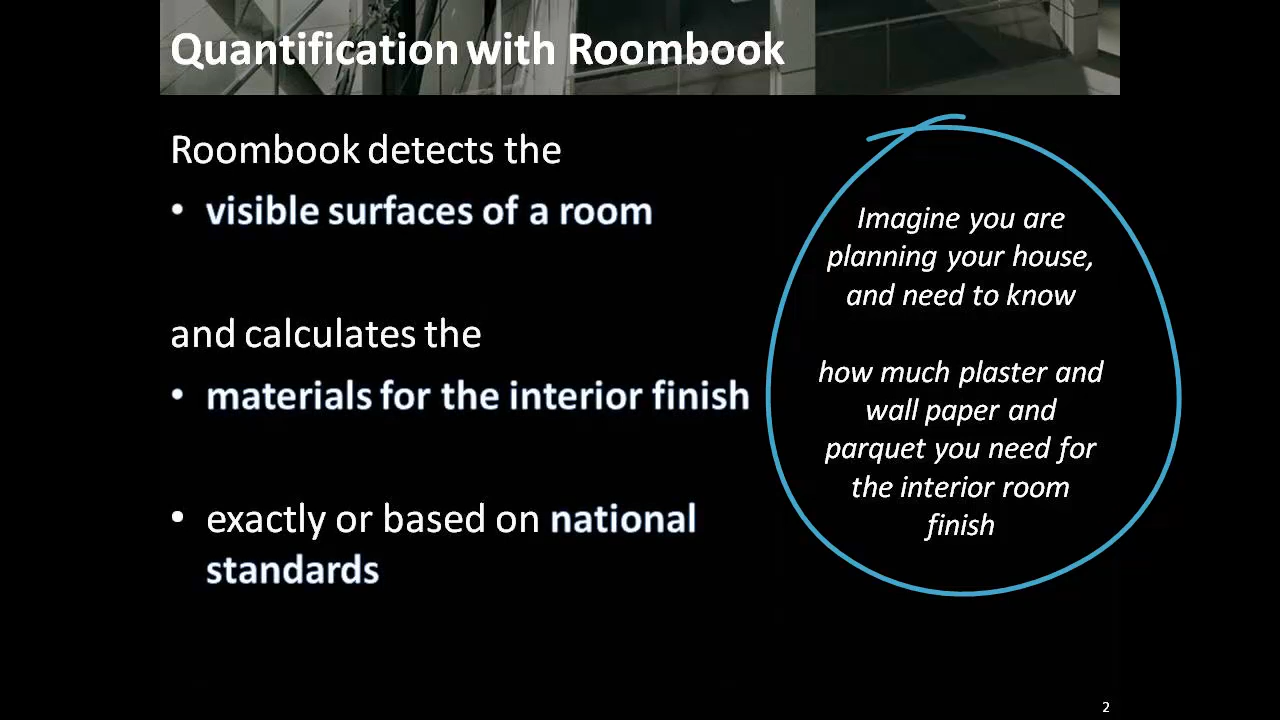 Quantification with Roombook
Roombook detects the
• visible surfaces of a room
and calculates the
• materials for the interior finish
• exactly or based on national
standards
Imagine you are
planning your house,
and need to know
how much plaster and
wall paper and
parquet you need for
the interior room
finish
2